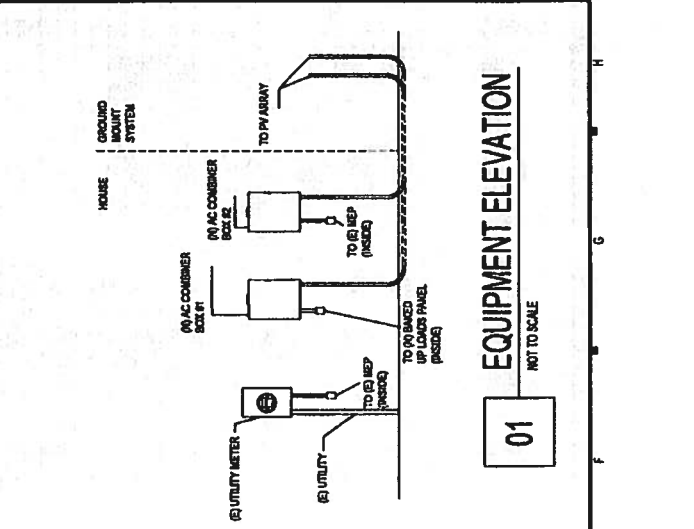 GROUND
MOUNT
SYSTEM
HOUSE
TO PV ARRAY
(N) AC COMBINER
BOX #2
TO (E) MEP
(INSIDE)
(N) AC COMBINER
BOX #1
TO (N) BAKED
UP LOADS PANEL
(INSIDE)
TO (E) MEP
(INSIDE)
(E) UTILITY METER
(E) UTILITY
01
EQUIPMENT ELEVATION
NOT TO SCALE
F
G
H